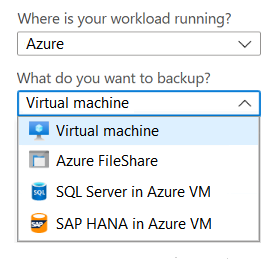 Where is your workload running?
Azure
What do you want to backup?
Virtual machine
Virtual machine
Azure FileShare
SQL Server in Azure VM
SAP HANA in Azure VM